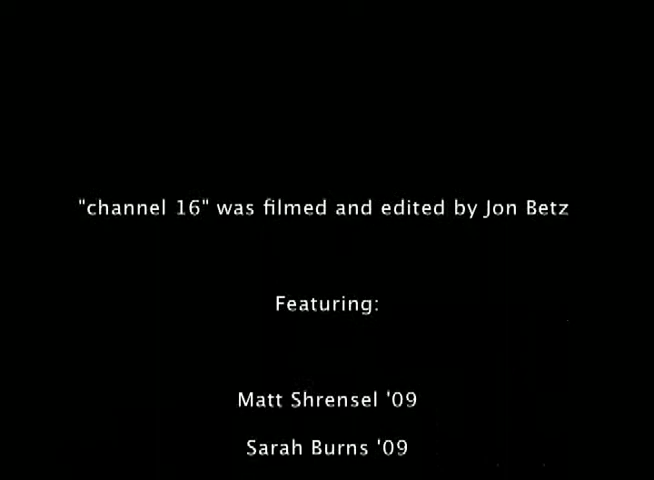 "channel 16" was filmed and edited by Jon Betz
Featuring:
Matt Shrensel '09
Sarah Burns '09